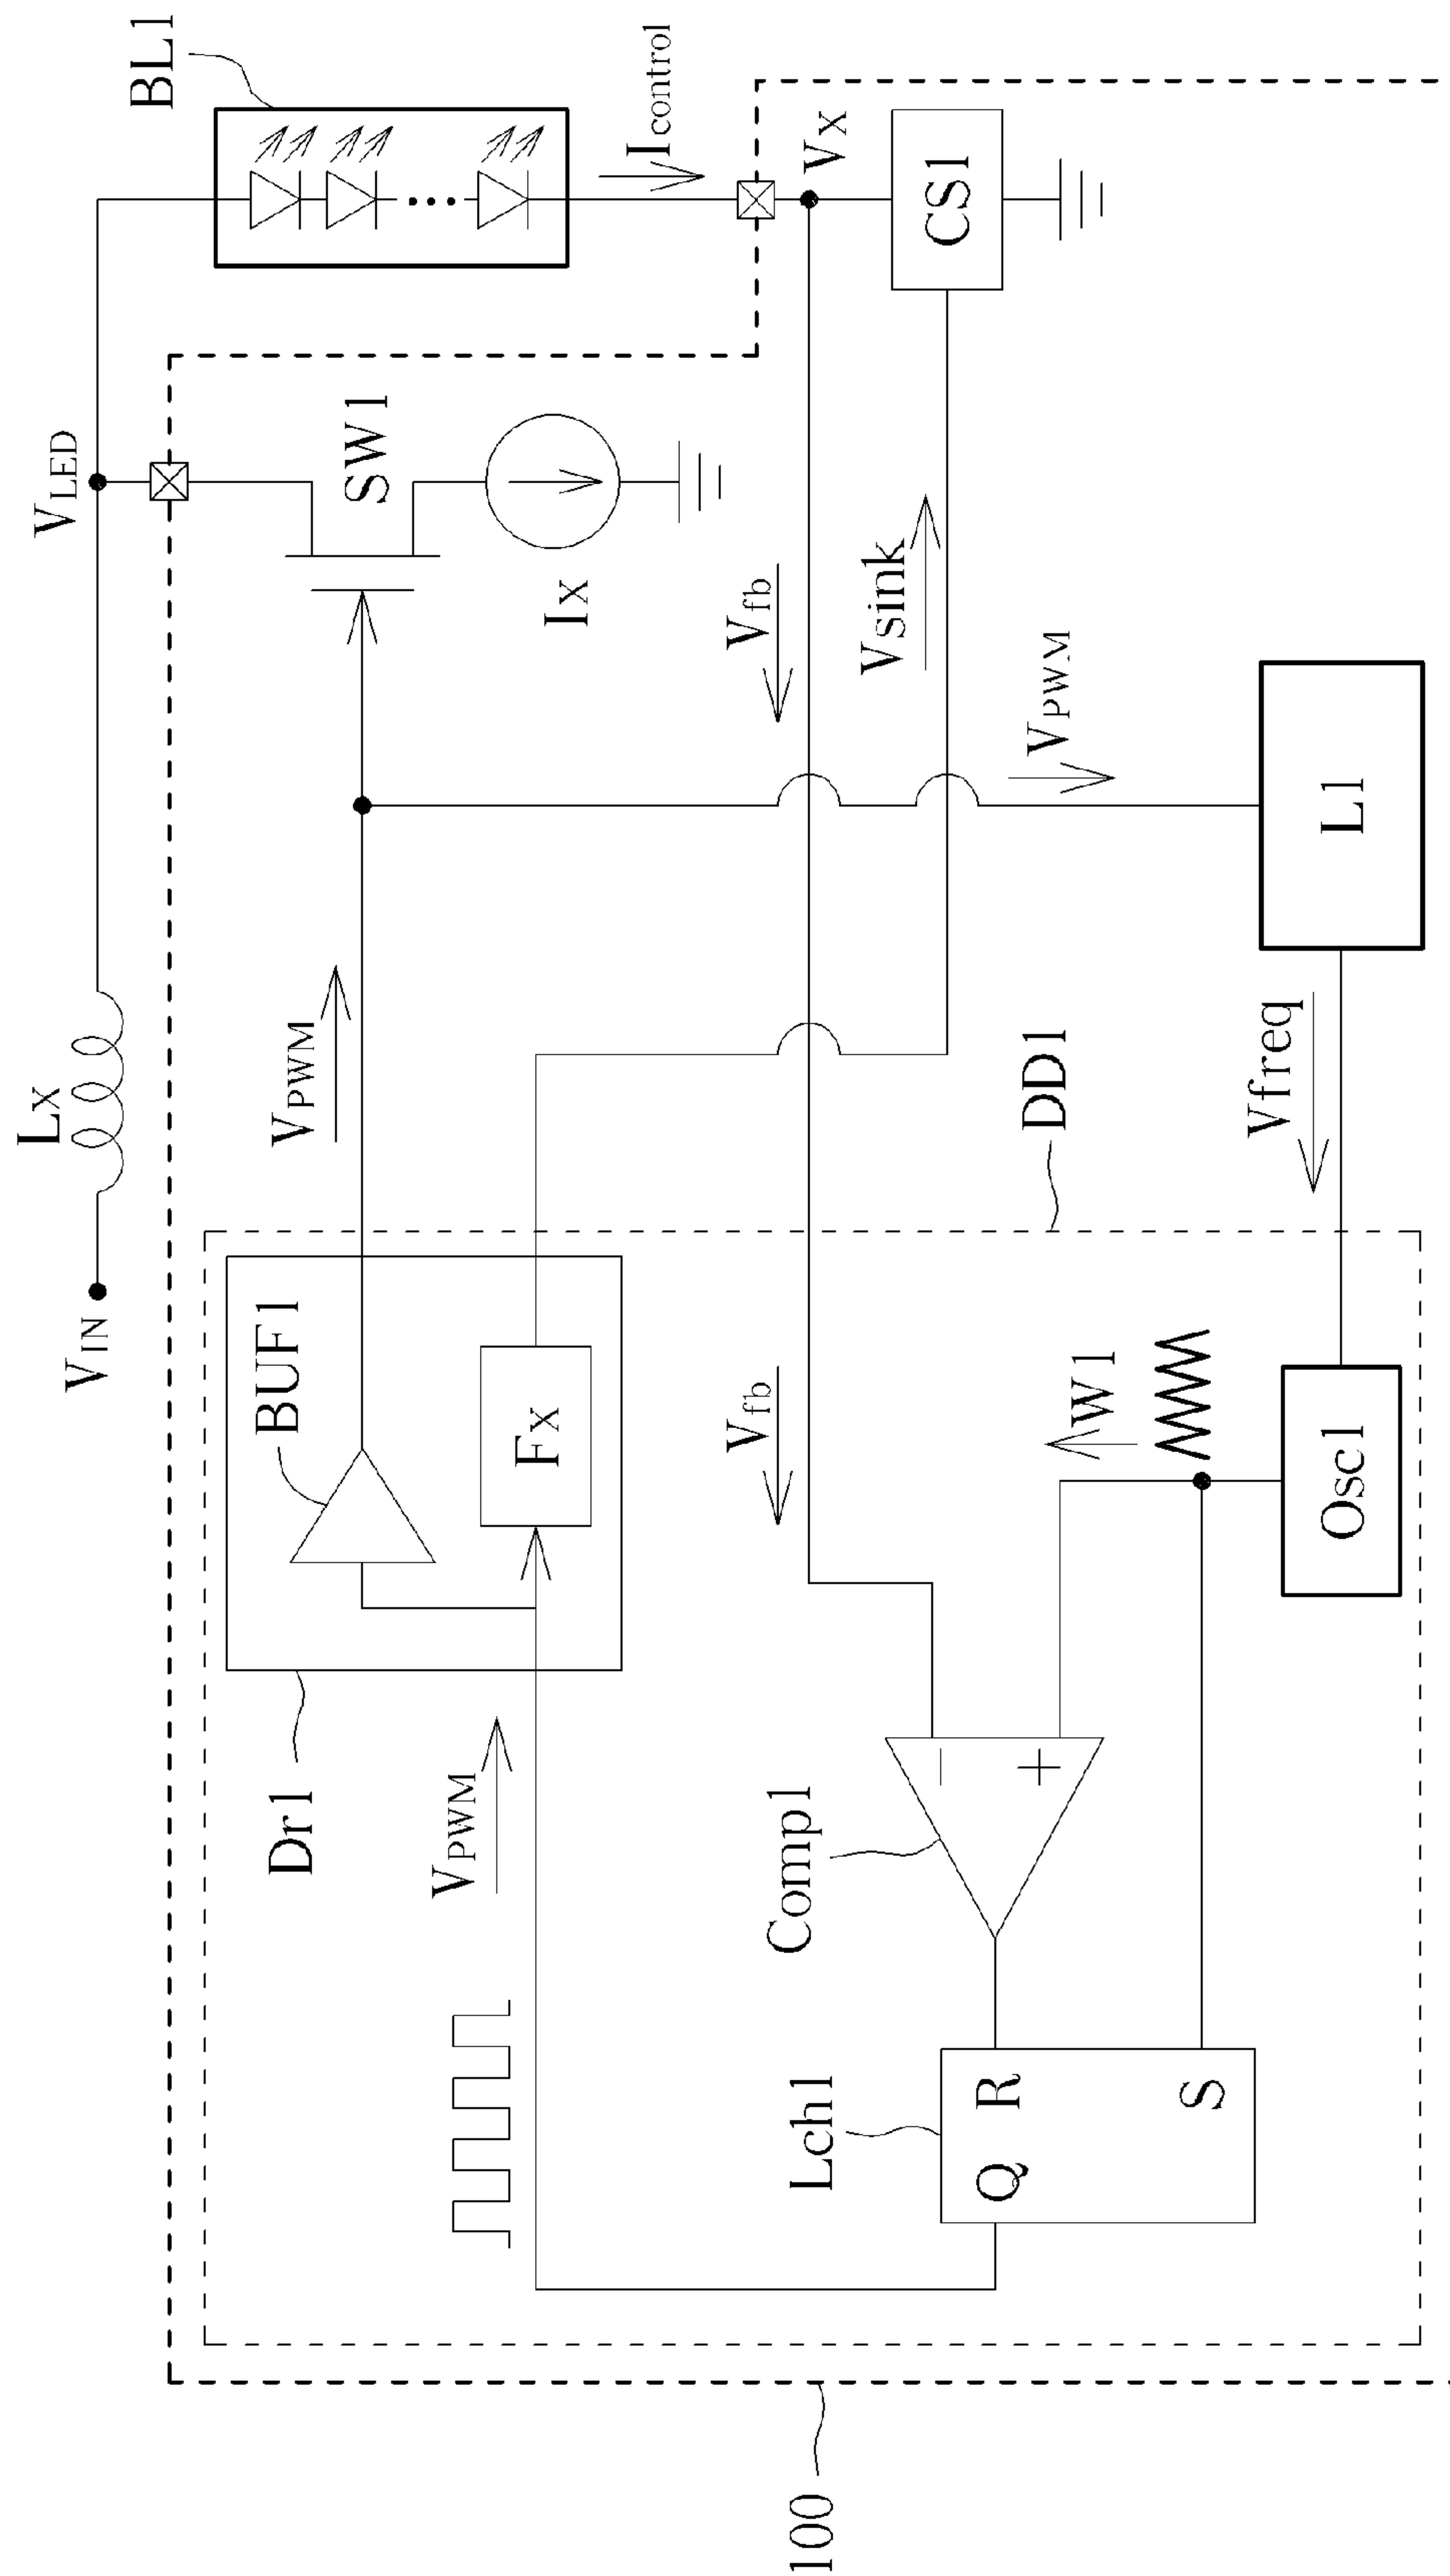 VIN
LX
VLED
BL1
Icontrol
VX
CS1
SW1
IX
Vfb
Vsink
VPWM
VPWM
L1
Vfreq
DD1
BUF1
FX
Dr1
VPWM
Vfb
W1
Osc1
Comp1
−
+
Lch1
Q R
S
100